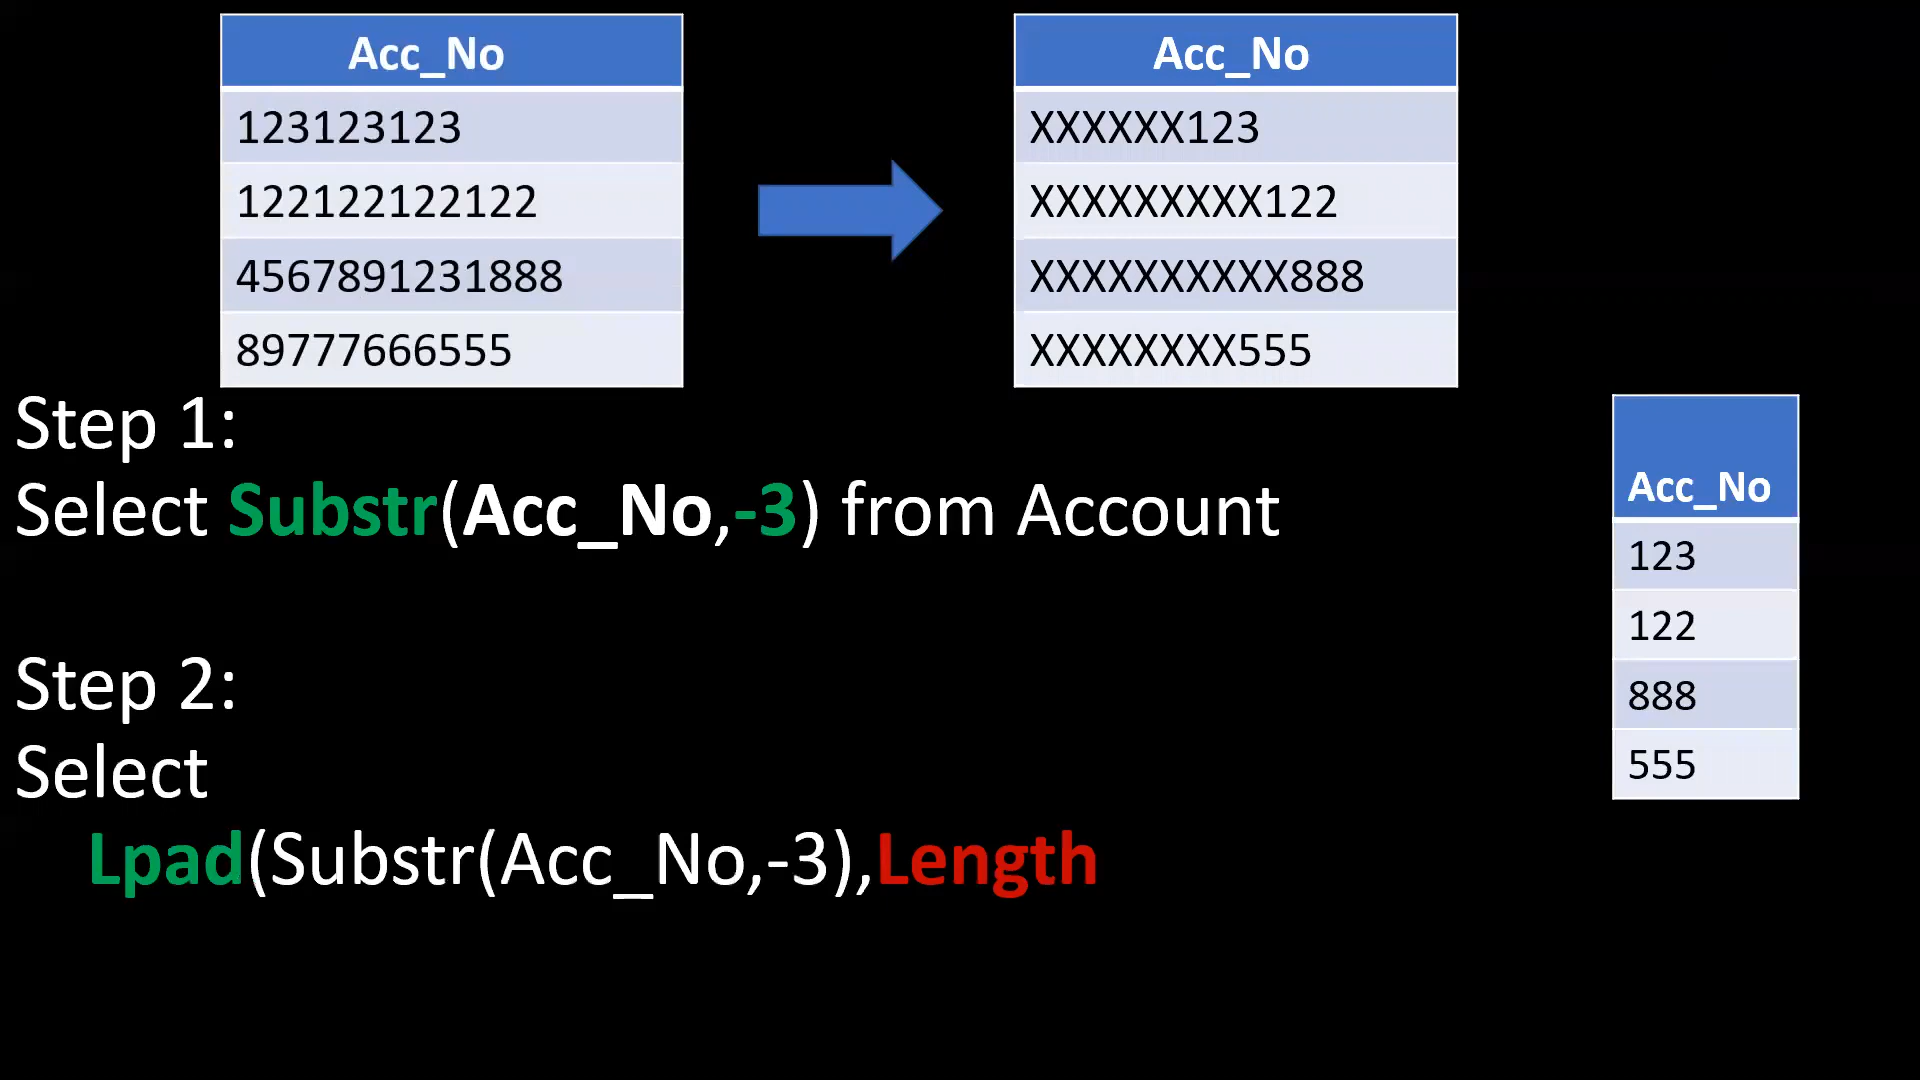 Acc_No
123123123
122122122122
4567891231888
89777666555
Acc_No
XXXXXX123
XXXXXXXXX122
XXXXXXXXXX888
XXXXXXXX555
Step 1:
Select Substr(Acc_No,-3) from Account
Acc_No
123
122
888
555
Step 2:
Select
Lpad(Substr(Acc_No,-3),Length